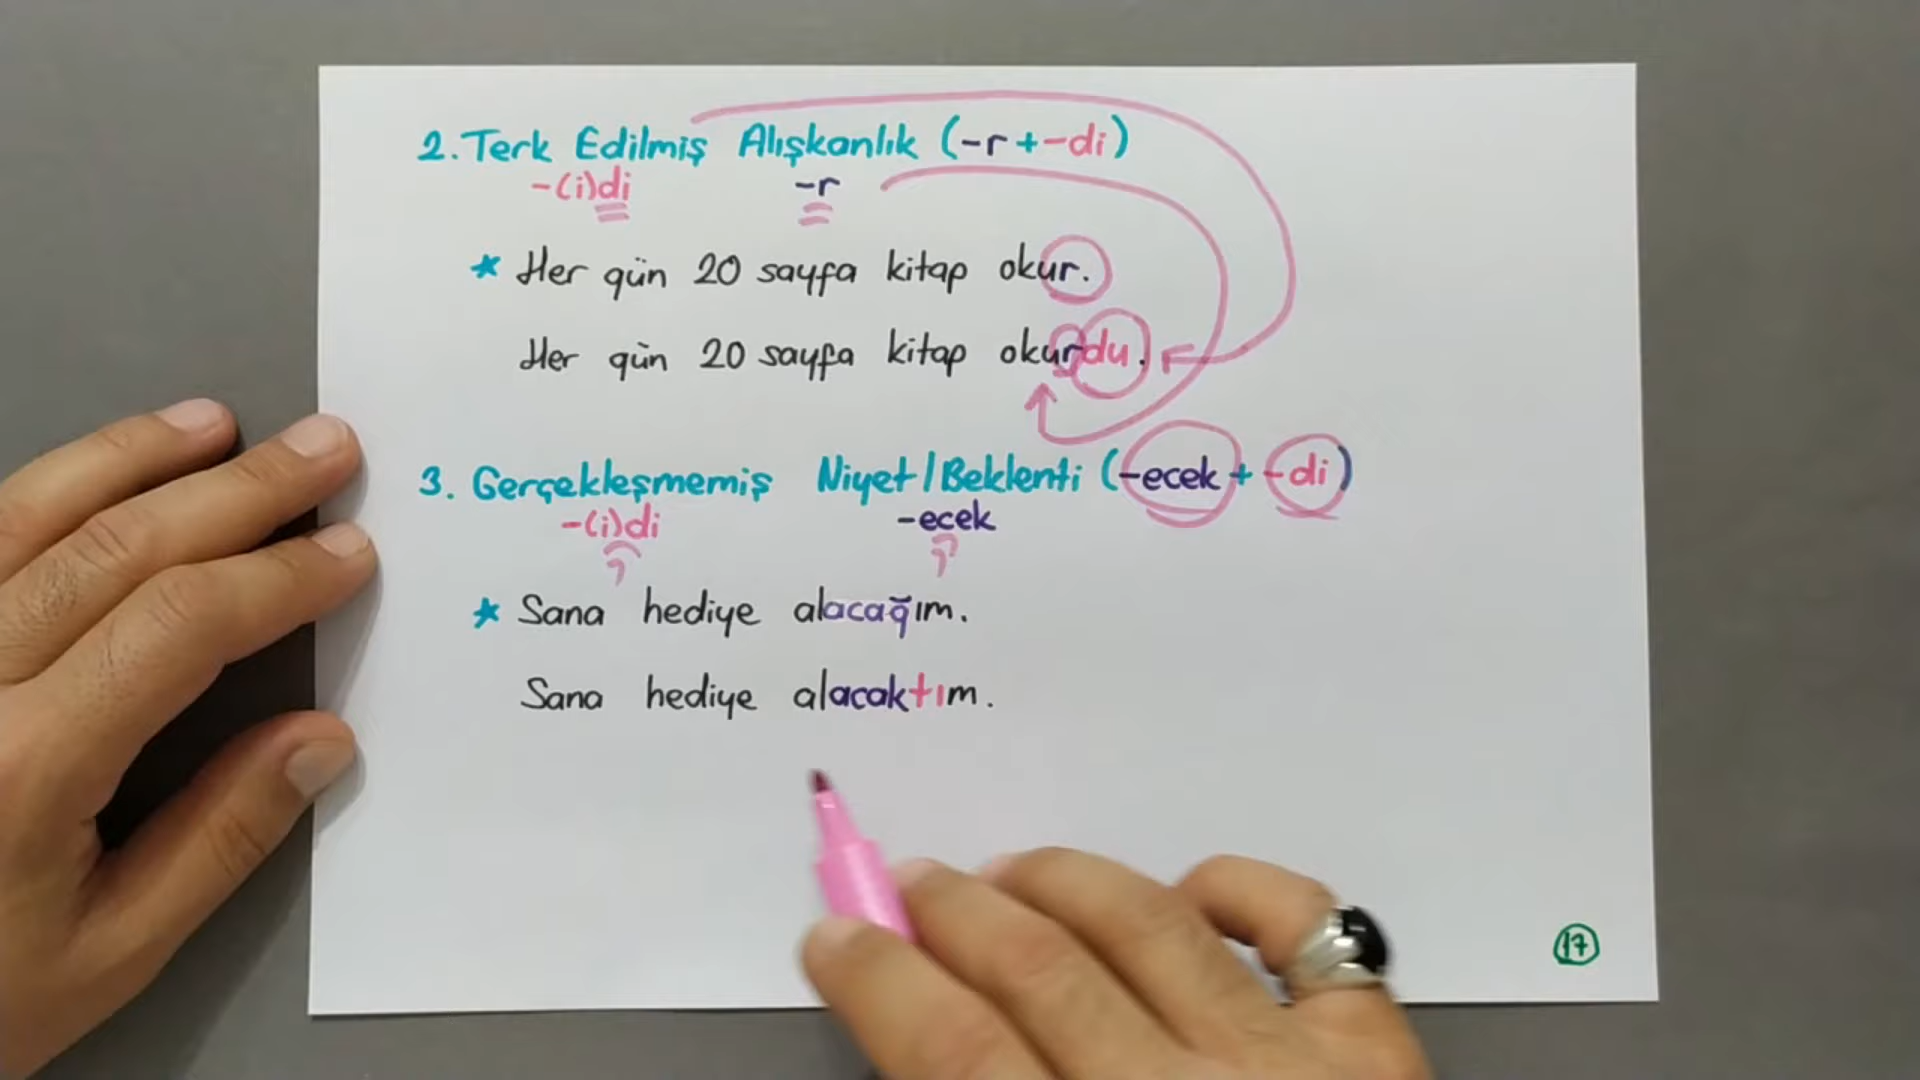 2. Terk Edilmiş Alışkanlık (-r + -di)
-(i)di -r
* Her gün 20 sayfa kitap okur.
Her gün 20 sayfa kitap okurdu.
3. Gerçekleşmemiş Niyet/Beklenti (-ecek + -di)
-(i)di -ecek
* Sana hediye alacağım.
Sana hediye alacaktım.
17